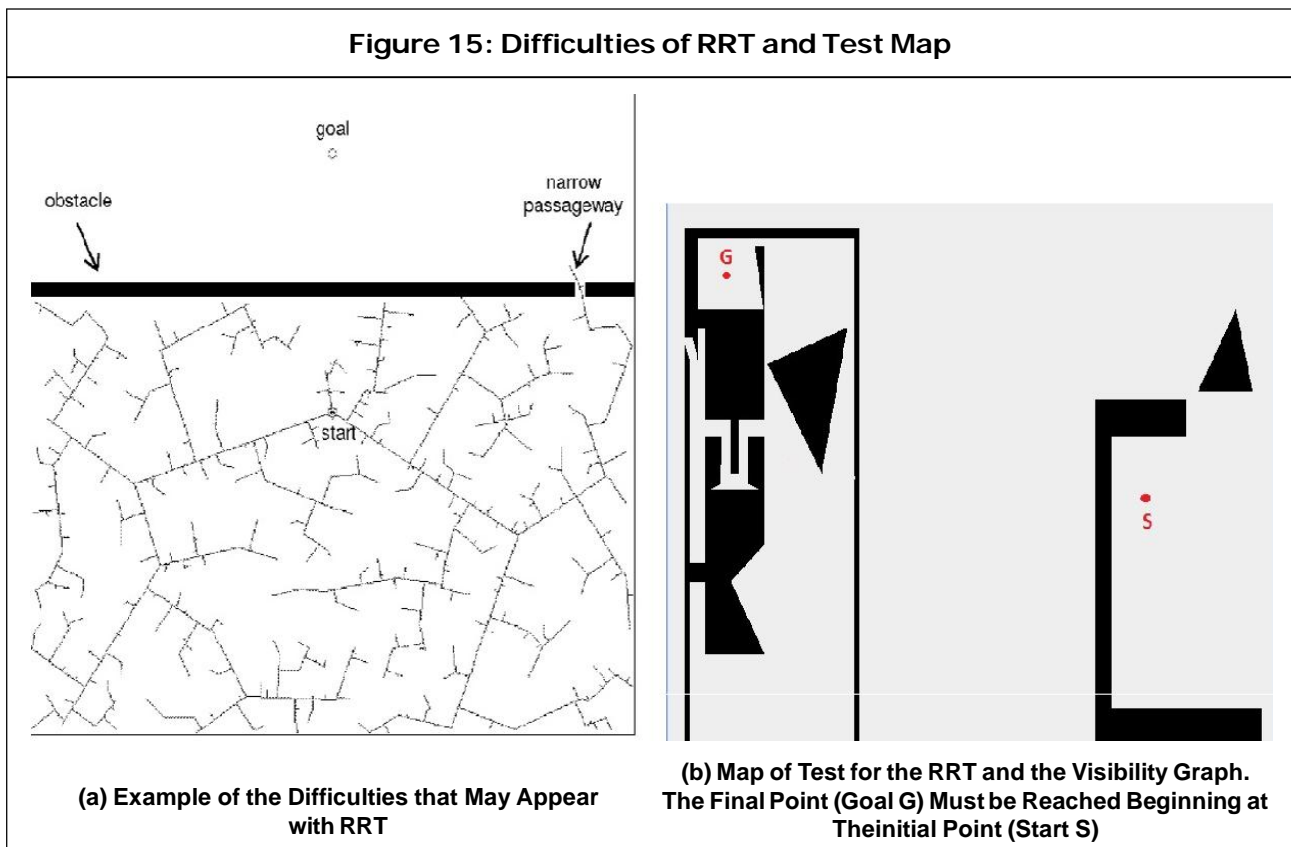 Figure 15: Difficulties of RRT and Test Map
goal
obstacle
narrow
passageway
start
(a) Example of the Difficulties that May Appear
with RRT
G
S
(b) Map of Test for the RRT and the Visibility Graph.
The Final Point (Goal G) Must be Reached Beginning at
Theinitial Point (Start S)